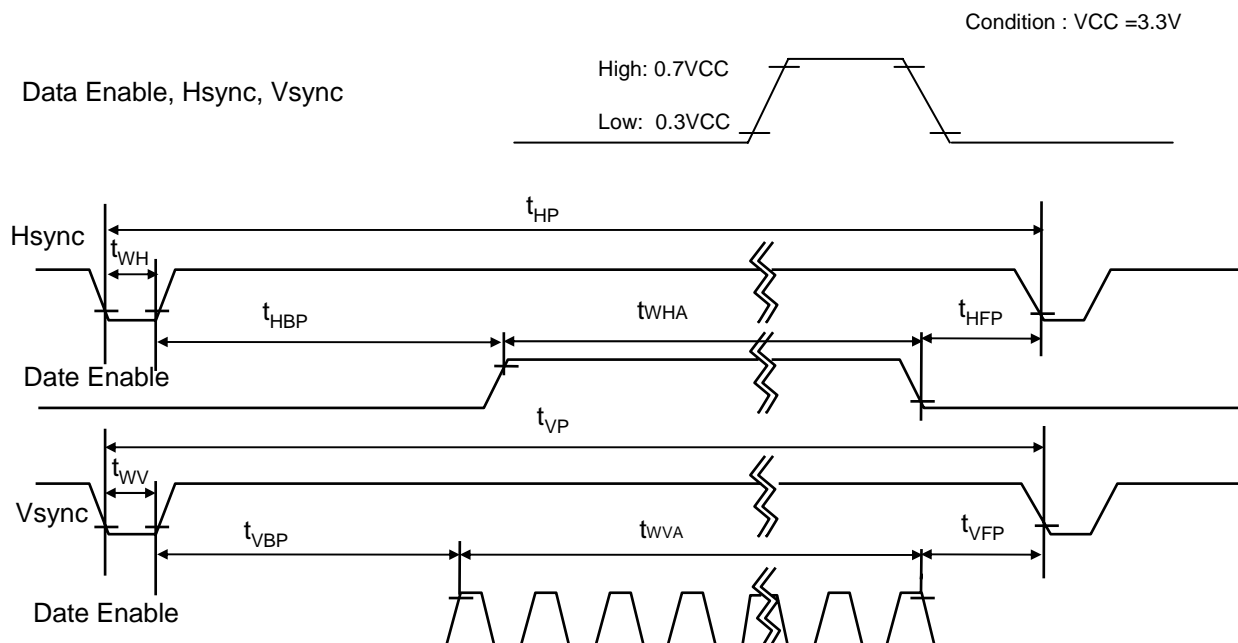 Condition : VCC =3.3V
High: 0.7VCC
Data Enable, Hsync, Vsync
Low: 0.3VCC
tHP
Hsync
tWH
tHBP
tWHA
tHFP
Date Enable
tVP
tWV
Vsync
tVBP
tWVA
tVFP
Date Enable